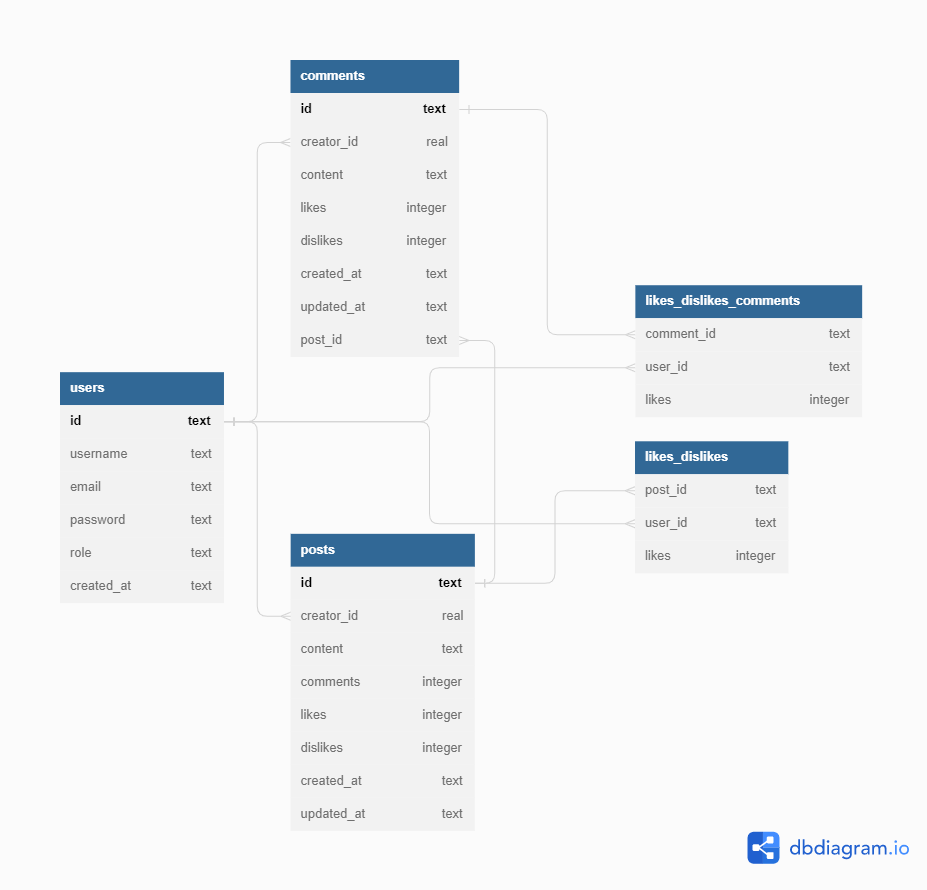 comments
id text
creator_id real
content text
likes integer
dislikes integer
created_at text
updated_at text
post_id text
likes_dislikes_comments
comment_id text
user_id text
likes integer
users
id text
username text
email text
password text
role text
created_at text
likes_dislikes
post_id text
user_id text
likes integer
posts
id text
creator_id real
content text
comments integer
likes integer
dislikes integer
created_at text
updated_at text
dbdiagram.io